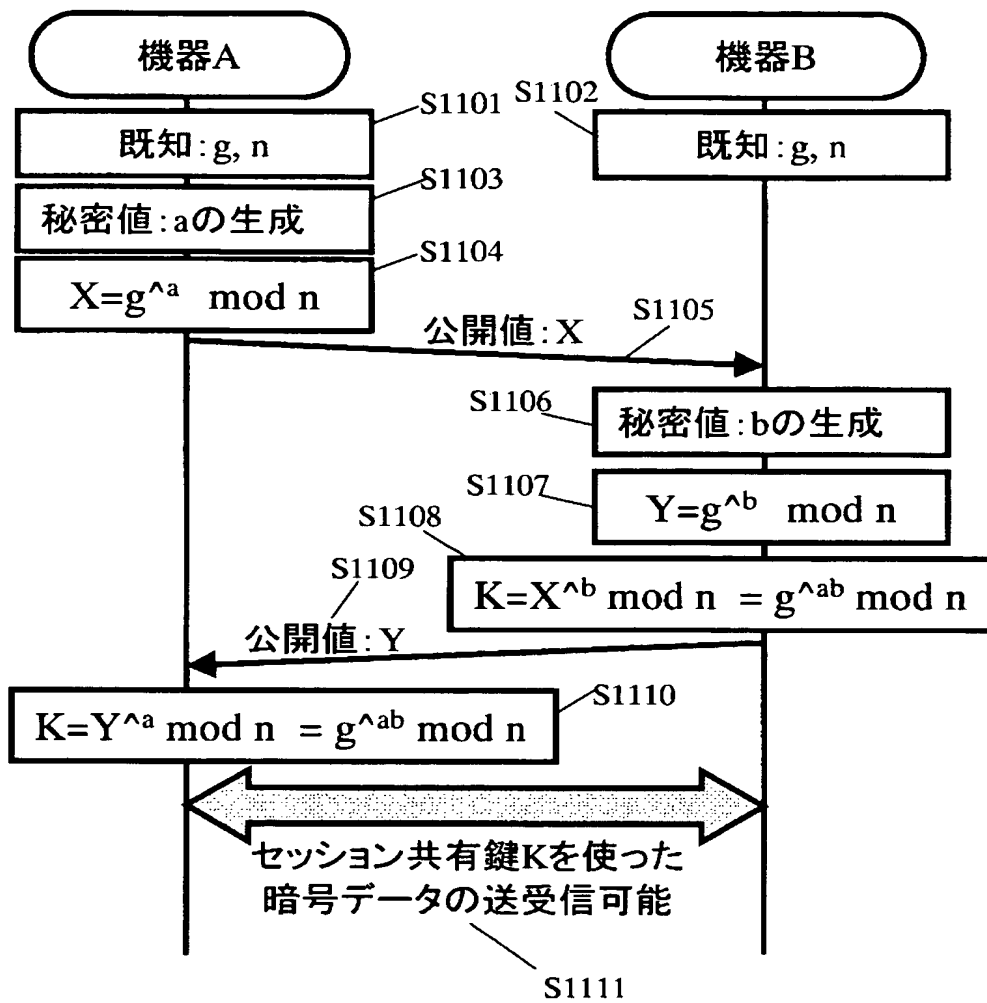 機器A
機器B
S1101
S1102
既知:g, n
既知:g, n
S1103
秘密値:aの生成
S1104
X=g^a mod n
公開値:X
S1105
S1106
秘密値:bの生成
S1107
Y=g^b mod n
S1108
K=X^b mod n = g^ab mod n
S1109
公開値:Y
S1110
K=Y^a mod n = g^ab mod n
セッション共有鍵Kを使った
暗号データの送受信可能
S1111